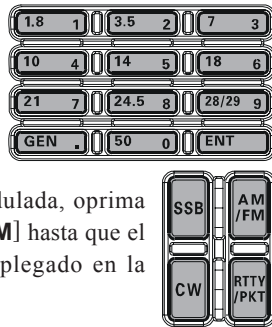 1.8 1 3.5 2 7 3
10 4 14 5 18 6
21 7 24.5 8 28/29 9
GEN . 50 0 ENT
lulada, oprima
M] hasta que el
plegado en la
SSB AM/FM
CW RTTY/PKT